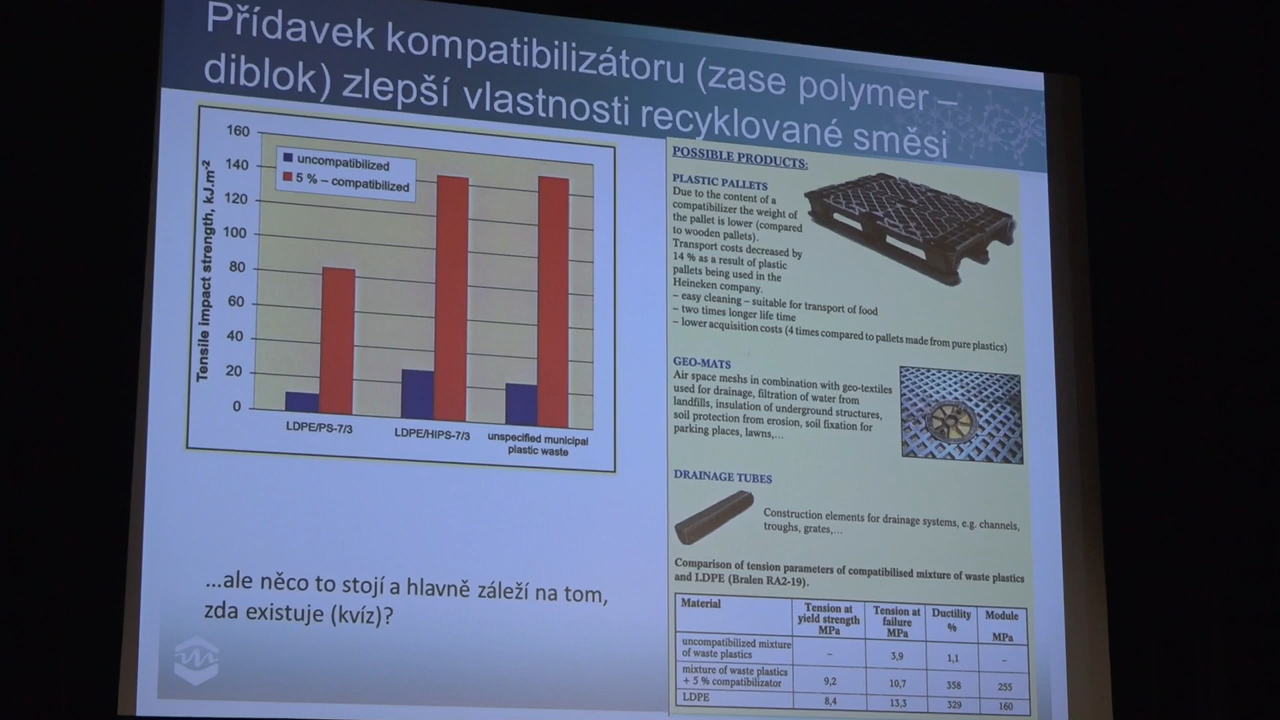 Přídavek kompatibilizátoru (zase polymer –
diblok) zlepší vlastnosti recyklované směsi
160
140
120
100
80
60
40
20
0
Tensile impact strength, kJ.m-2
uncompatibilized
5 % – compatibilized
LDPE/PS-7/3
LDPE/HIPS-7/3
unspecified municipal
plastic waste
...ale něco to stojí a hlavně záleží na tom,
zda existuje (kvíz)?
POSSIBLE PRODUCTS:
PLASTIC PALLETS
Due to the content of a
compatibilizer the weight of
the pallet is lower (compared
to wooden pallets).
Transport costs decreased by
14 % as a result of plastic
pallets being used in the
Heineken company.
– easy cleaning – suitable for transport of food
– two times longer life time
– lower acquisition costs (4 times compared to pallets made from pure plastics)
GEO-MATS
Air space meshs in combination with geo-textiles
used for drainage, filtration of water from
landfills, insulation of underground structures,
soil protection from erosion, soil fixation for
parking places, lawns,...
DRAINAGE TUBES
Construction elements for drainage systems, e.g. channels,
troughs, grates,...
Comparison of tension parameters of compatibilised mixture of waste plastics
and LDPE (Bralen RA2-19).
Material Tension at yield strength MPa Tension at failure MPa Ductility % Module MPa
uncompatibilized mixture
of waste plastics – 3,9 1,1 –
mixture of waste plastics
+ 5 % compatibilizator 9,2 10,7 358 255
LDPE 8,4 13,3 329 160